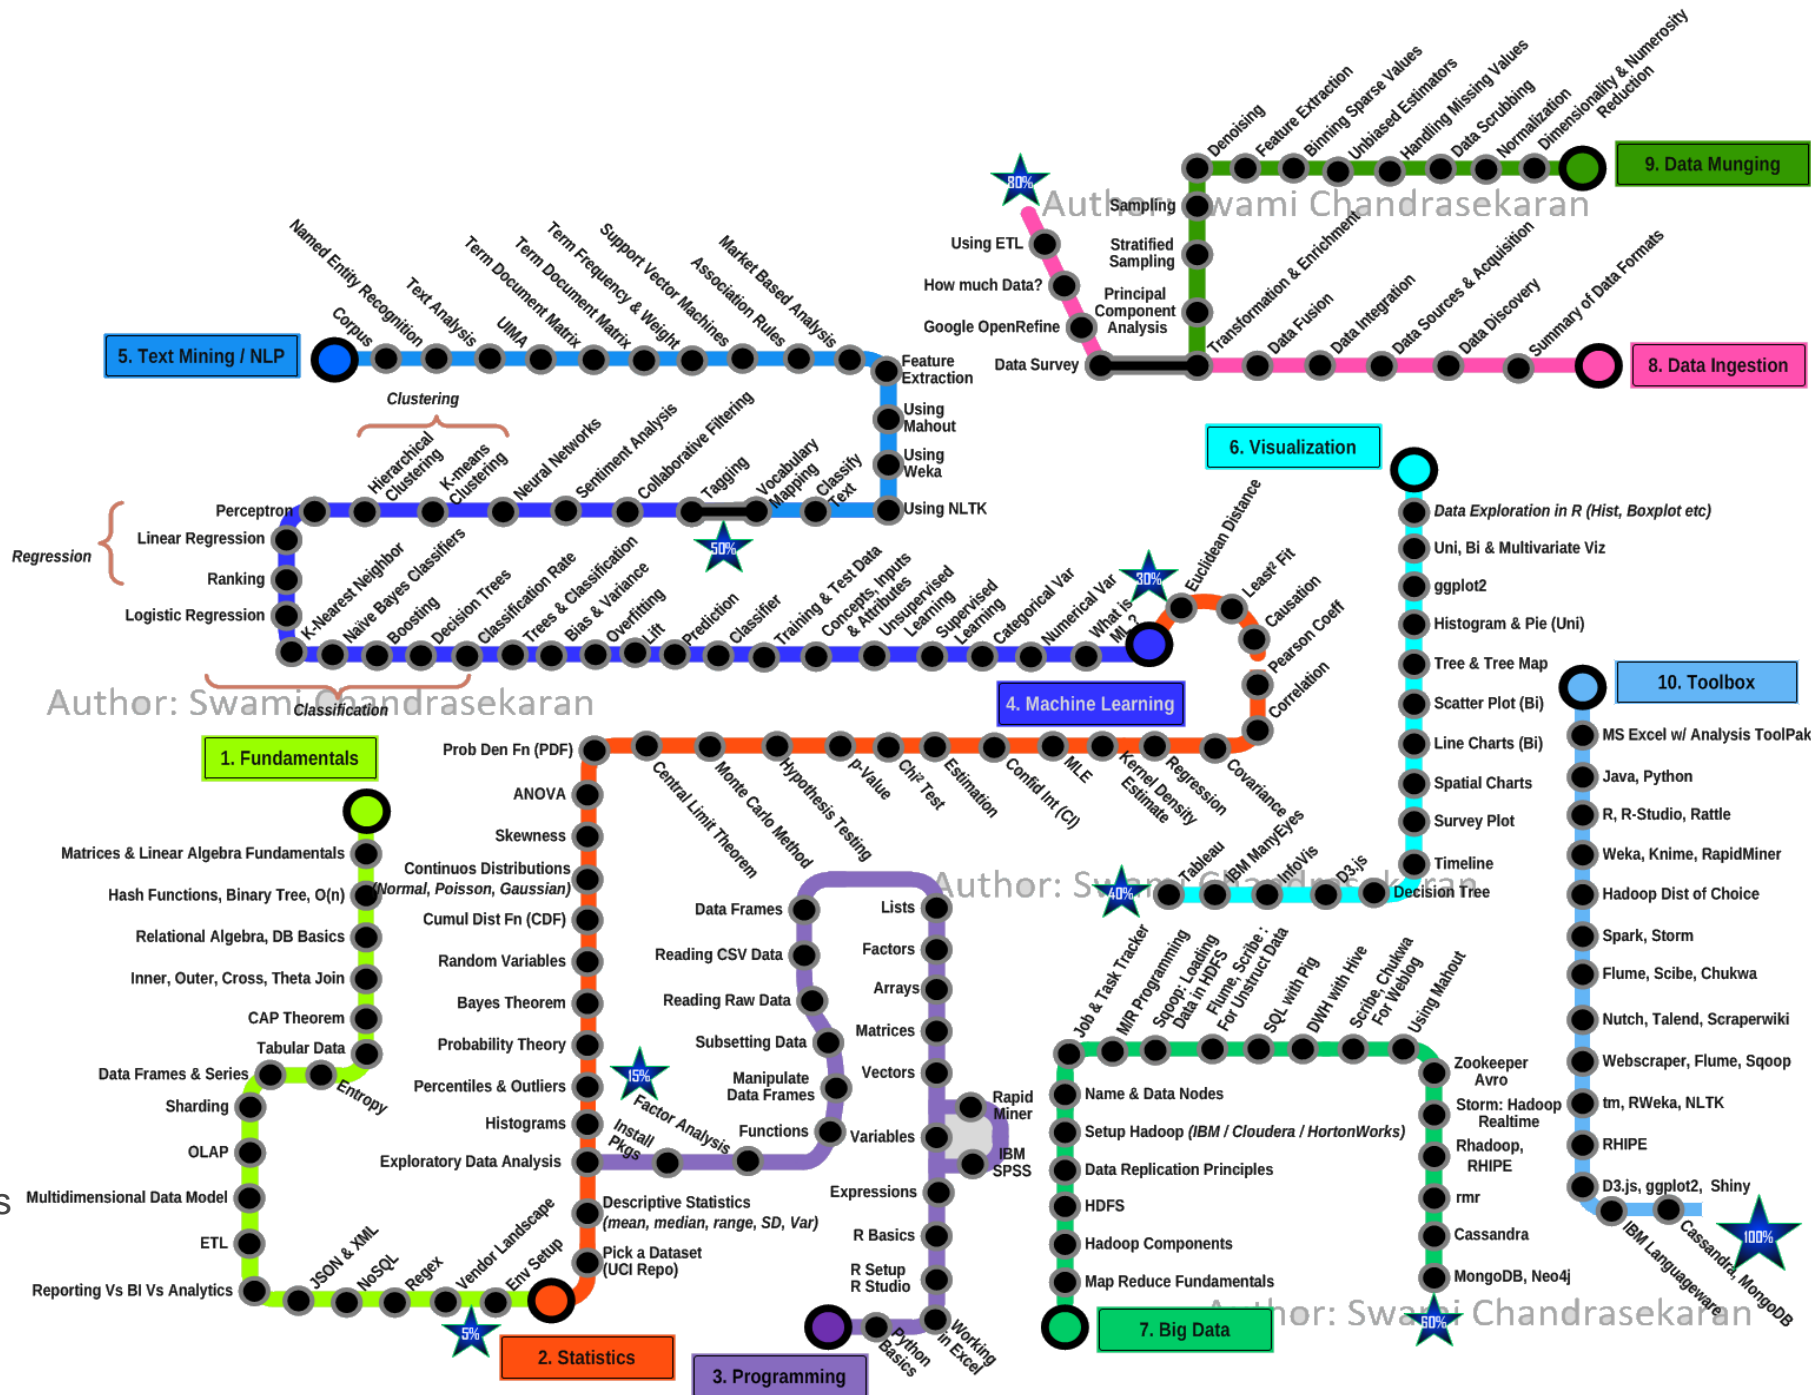 Denoising
Feature Extraction
Binning Sparse Values
Unbiased Estimators
Handling Missing Values
Data Scrubbing
Normalization
Dimensionality & Numerosity
Reduction
9. Data Munging
80%
Author: Swami Chandrasekaran
Sampling
Stratified
Sampling
Principal
Component
Analysis
Using ETL
How much Data?
Google OpenRefine
Data Survey
Transformation & Enrichment
Data Fusion
Data Integration
Data Sources & Acquisition
Data Discovery
Summary of Data Formats
8. Data Ingestion
5. Text Mining / NLP
Corpus
Named Entity Recognition
Text Analysis
UIMA
Term Document Matrix
Term Document Matrix
Term Frequency & Weight
Support Vector Machines
Association Rules
Market Based Analysis
Feature
Extraction
Using
Mahout
Using
Weka
Using NLTK
Classify
Text
Vocabulary
Mapping
50%
Tagging
Collaborative Filtering
Sentiment Analysis
Neural Networks
K-means
Clustering
Hierarchical
Clustering
Clustering
Perceptron
Linear Regression
Ranking
Logistic Regression
Regression
K-Nearest Neighbor
Naïve Bayes Classifiers
Boosting
Decision Trees
Classification Rate
Trees & Classification
Bias & Variance
Overfitting
Lift
Prediction
Classifier
Training & Test Data
Concepts, Inputs
& Attributes
Unsupervised
Learning
Supervised
Learning
Categorical Var
Numerical Var
What is
ML?
Classification
Author: Swami Chandrasekaran
4. Machine Learning
30%
Euclidean Distance
Least² Fit
Causation
Pearson Coeff
Correlation
Covariance
Regression
Kernel Density
Estimate
MLE
Confid Int (CI)
Estimation
Chi² Test
p-Value
Hypothesis Testing
Monte Carlo Method
Central Limit Theorem
Prob Den Fn (PDF)
ANOVA
Skewness
Continuos Distributions
(Normal, Poisson, Gaussian)
Cumul Dist Fn (CDF)
Random Variables
Bayes Theorem
Probability Theory
Percentiles & Outliers
Histograms
Exploratory Data Analysis
Descriptive Statistics
(mean, median, range, SD, Var)
Pick a Dataset
(UCI Repo)
2. Statistics
1. Fundamentals
Matrices & Linear Algebra Fundamentals
Hash Functions, Binary Tree, O(n)
Relational Algebra, DB Basics
Inner, Outer, Cross, Theta Join
CAP Theorem
Tabular Data
Entropy
Data Frames & Series
Sharding
OLAP
s
Multidimensional Data Model
ETL
Reporting Vs BI Vs Analytics
JSON & XML
NoSQL
Regex
Vendor Landscape
Env Setup
5%
15%
Install
Pkgs
Factor Analysis
Functions
Manipulate
Data Frames
Subsetting Data
Reading Raw Data
Reading CSV Data
Data Frames
Lists
Factors
Arrays
Matrices
Vectors
Variables
Rapid
Miner
IBM
SPSS
Expressions
R Basics
R Setup
R Studio
Working
in Excel
Python
Basics
3. Programming
6. Visualization
Data Exploration in R (Hist, Boxplot etc)
Uni, Bi & Multivariate Viz
ggplot2
Histogram & Pie (Uni)
Tree & Tree Map
Scatter Plot (Bi)
Line Charts (Bi)
Spatial Charts
Survey Plot
Timeline
Decision Tree
D3.js
InfoVis
IBM ManyEyes
Tableau
40%
Author: Swami Chandrasekaran
Job & Task Tracker
M/R Programming
Sqoop: Loading
Data in HDFS
Flume, Scribe :
For Unstruct Data
SQL with Pig
DWH with Hive
Scribe, Chukwa
For Weblog
Using Mahout
Zookeeper
Avro
Storm: Hadoop
Realtime
Rhadoop,
RHIPE
rmr
Cassandra
MongoDB, Neo4j
60%
Name & Data Nodes
Setup Hadoop (IBM / Cloudera / HortonWorks)
Data Replication Principles
HDFS
Hadoop Components
Map Reduce Fundamentals
7. Big Data
Author: Swami Chandrasekaran
10. Toolbox
MS Excel w/ Analysis ToolPak
Java, Python
R, R-Studio, Rattle
Weka, Knime, RapidMiner
Hadoop Dist of Choice
Spark, Storm
Flume, Scibe, Chukwa
Nutch, Talend, Scraperwiki
Webscraper, Flume, Sqoop
tm, RWeka, NLTK
RHIPE
D3.js, ggplot2, Shiny
IBM Languageware
Cassandra, MongoDB
100%